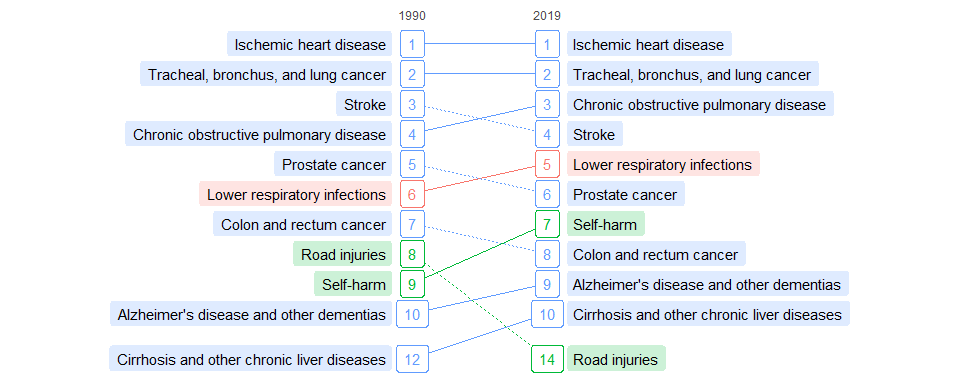 1990 2019
Ischemic heart disease 1 1 Ischemic heart disease
Tracheal, bronchus, and lung cancer 2 2 Tracheal, bronchus, and lung cancer
Stroke 3 3 Chronic obstructive pulmonary disease
Chronic obstructive pulmonary disease 4 4 Stroke
Prostate cancer 5 5 Lower respiratory infections
Lower respiratory infections 6 6 Prostate cancer
Colon and rectum cancer 7 7 Self-harm
Road injuries 8 8 Colon and rectum cancer
Self-harm 9 9 Alzheimer's disease and other dementias
Alzheimer's disease and other dementias 10 10 Cirrhosis and other chronic liver diseases
Cirrhosis and other chronic liver diseases 12 14 Road injuries